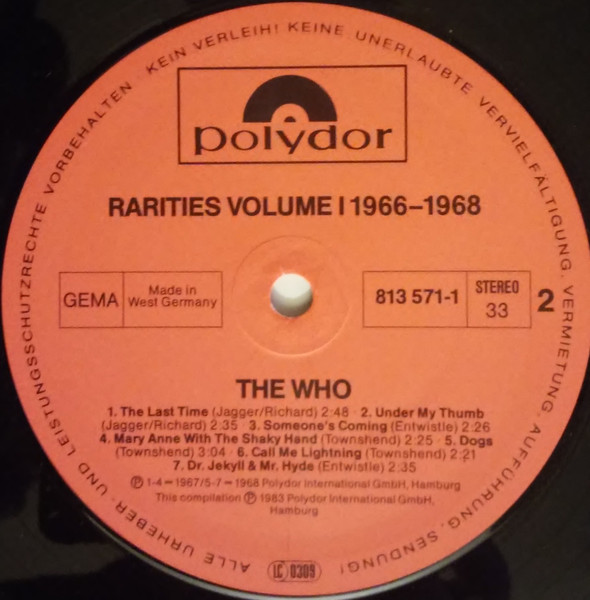 polydor
RARITIES VOLUME I 1966–1968
GEMA
Made in
West Germany
813 571-1
STEREO
33
2
THE WHO
1. The Last Time (Jagger/Richard) 2:48 · 2. Under My Thumb
(Jagger/Richard) 2:35 · 3. Someone's Coming (Entwistle) 2:26
4. Mary Anne With The Shaky Hand (Townshend) 2:25 · 5. Dogs
(Townshend) 3:04 · 6. Call Me Lightning (Townshend) 2:21
7. Dr. Jekyll & Mr. Hyde (Entwistle) 2:35
Ⓟ 1-4 – 1967/5-7 – 1968 Polydor International GmbH, Hamburg
This compilation Ⓟ 1983 Polydor International GmbH,
Hamburg
LC 0309
ALLE URHEBER- UND LEISTUNGSSCHUTZRECHTE VORBEHALTEN · KEIN VERLEIH! KEINE UNERLAUBTE VERVIELFÄLTIGUNG, VERMIETUNG, AUFFÜHRUNG, SENDUNG!